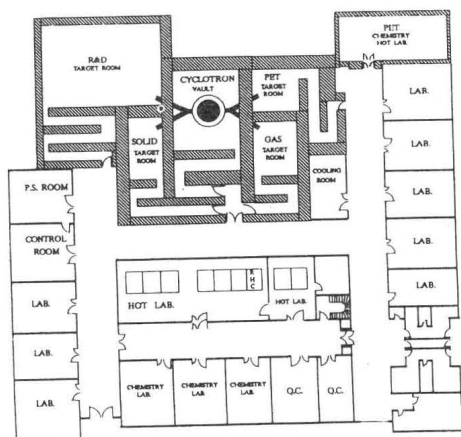 PET
CHEMISTRY
HOT LAB.
R&D
TARGET ROOM
CYCLOTRON
VAULT
PET
TARGET
ROOM
LAB.
SOLID
TARGET
ROOM
GAS
TARGET
ROOM
LAB.
COOLING
ROOM
P.S. ROOM
LAB.
CONTROL
ROOM
LAB.
LAB.
HOT LAB.
R
H
C
HOT LAB.
LAB.
LAB.
CHEMISTRY
LAB.
CHEMISTRY
LAB.
CHEMISTRY
LAB.
Q.C.
Q.C.
LAB.